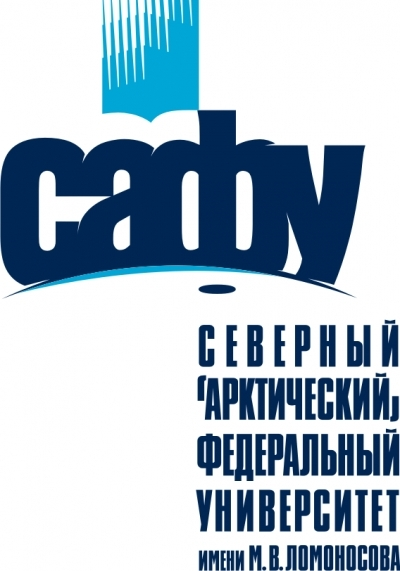 сафу
СЕВЕРНЫЙ
(АРКТИЧЕСКИЙ)
ФЕДЕРАЛЬНЫЙ
УНИВЕРСИТЕТ
ИМЕНИ М.В.ЛОМОНОСОВА